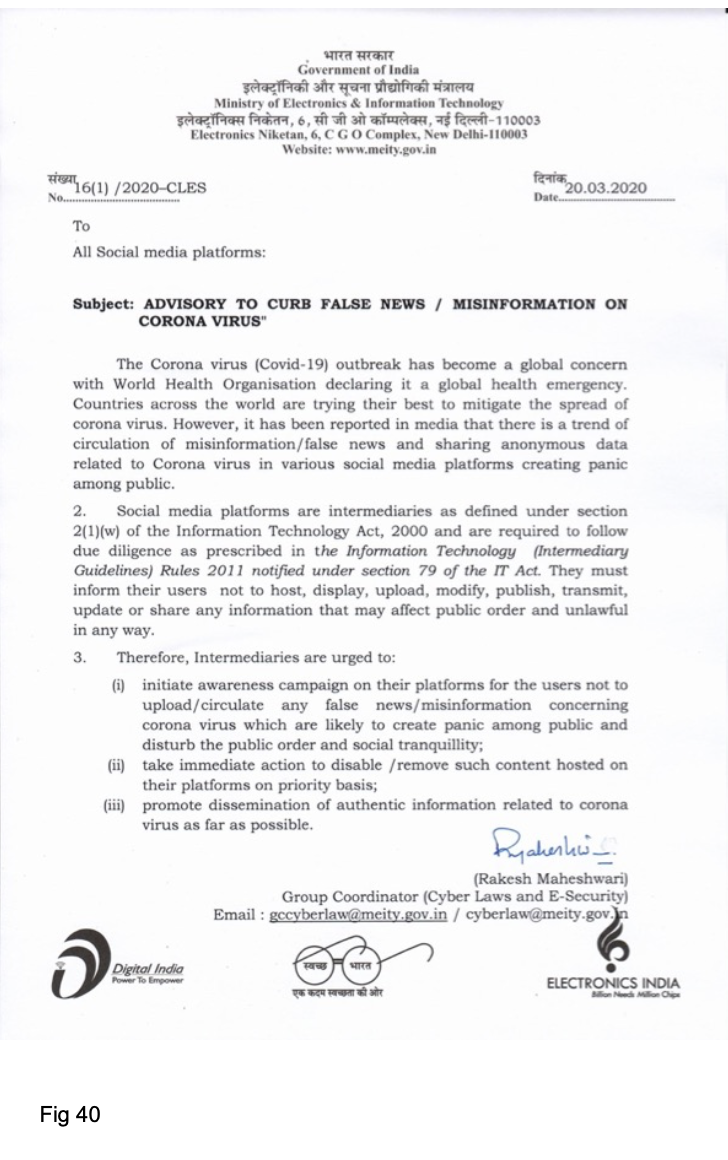 भारत सरकार
Government of India
इलेक्ट्रॉनिकी और सूचना प्रौद्योगिकी मंत्रालय
Ministry of Electronics & Information Technology
इलेक्ट्रॉनिक्स निकेतन, 6, सी जी ओ कॉम्पलेक्स, नई दिल्ली-110003
Electronics Niketan, 6, C G O Complex, New Delhi-110003
Website: www.meity.gov.in
संख्या 16(1) /2020-CLES
No.......................................
दिनांक 20.03.2020
Date.......................................
To
All Social media platforms:
Subject: ADVISORY TO CURB FALSE NEWS / MISINFORMATION ON
CORONA VIRUS"
The Corona virus (Covid-19) outbreak has become a global concern
with World Health Organisation declaring it a global health emergency.
Countries across the world are trying their best to mitigate the spread of
corona virus. However, it has been reported in media that there is a trend of
circulation of misinformation/false news and sharing anonymous data
related to Corona virus in various social media platforms creating panic
among public.
2. Social media platforms are intermediaries as defined under section
2(1)(w) of the Information Technology Act, 2000 and are required to follow
due diligence as prescribed in the Information Technology (Intermediary
Guidelines) Rules 2011 notified under section 79 of the IT Act. They must
inform their users not to host, display, upload, modify, publish, transmit,
update or share any information that may affect public order and unlawful
in any way.
3. Therefore, Intermediaries are urged to:
(i) initiate awareness campaign on their platforms for the users not to
upload/circulate any false news/misinformation concerning
corona virus which are likely to create panic among public and
disturb the public order and social tranquillity;
(ii) take immediate action to disable /remove such content hosted on
their platforms on priority basis;
(iii) promote dissemination of authentic information related to corona
virus as far as possible.
(Rakesh Maheshwari)
Group Coordinator (Cyber Laws and E-Security)
Email : gccyberlaw@meity.gov.in / cyberlaw@meity.gov.in
Digital India
Power To Empower
स्वच्छ भारत
एक कदम स्वच्छता की ओर
ELECTRONICS INDIA
Billion Needs Million Chips
Fig 40